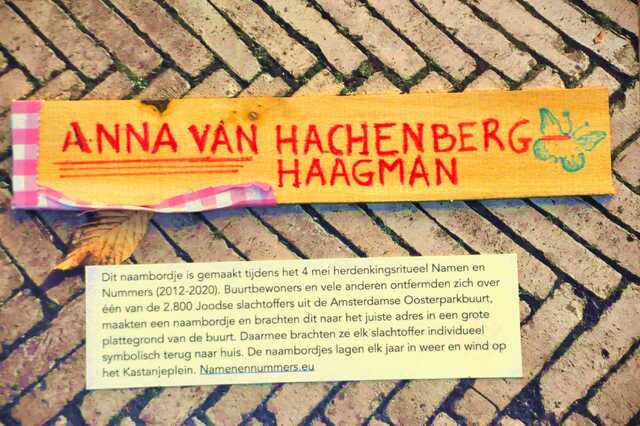 ANNA VAN HACHENBERG
HAAGMAN
Dit naambordje is gemaakt tijdens het 4 mei herdenkingsritueel Namen en
Nummers (2012-2020). Buurtbewoners en vele anderen ontfermden zich over
één van de 2.800 Joodse slachtoffers uit de Amsterdamse Oosterparkbuurt,
maakten een naambordje en brachten dit naar het juiste adres in een grote
plattegrond van de buurt. Daarmee brachten ze elk slachtoffer individueel
symbolisch terug naar huis. De naambordjes lagen elk jaar in weer en wind op
het Kastanjeplein. Namenennummers.eu